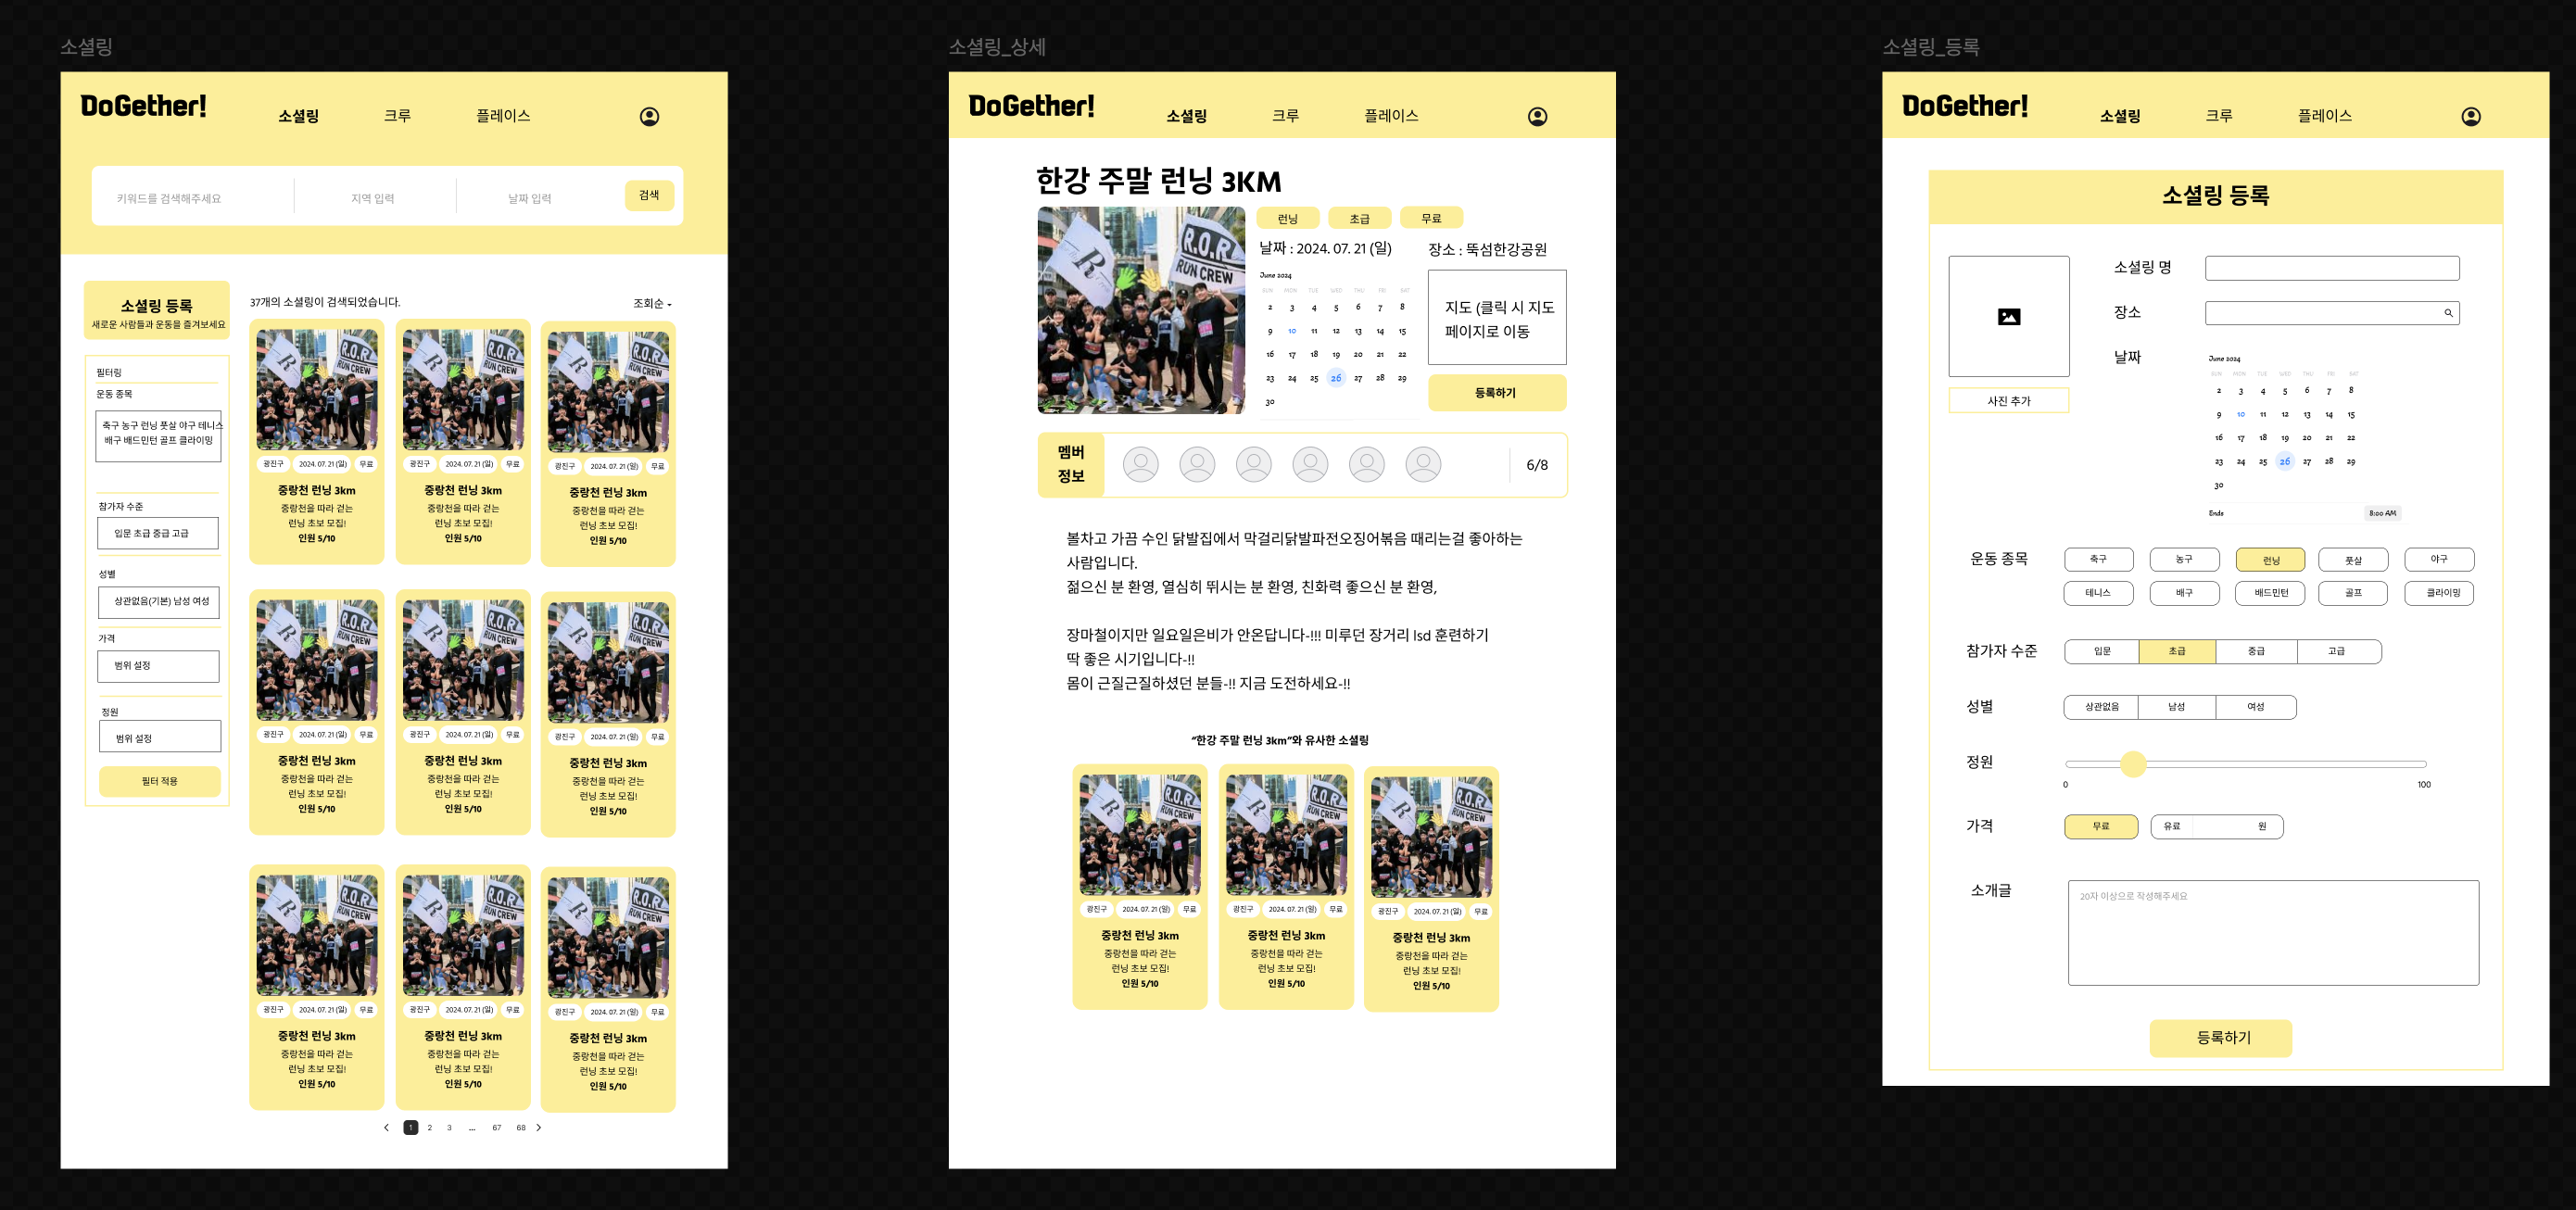 소셜링
DoGether!
소셜링
크루
플레이스
키워드를 검색해주세요
지역 입력
날짜 입력
검색
소셜링 등록
새로운 사람들과 운동을 즐겨보세요
필터링
운동 종목
축구 농구 런닝 풋살 야구 테니스
배구 배드민턴 골프 클라이밍
참가자 수준
입문 초급 중급 고급
성별
상관없음(기본) 남성 여성
가격
범위 설정
정원
범위 설정
필터 적용
37개의 소셜링이 검색되었습니다.
조회순
R
R.O.R
RUN CREW
광진구
2024. 07. 21 (일)
무료
중랑천 런닝 3km
중랑천을 따라 걷는
런닝 초보 모집!
인원 5/10
R
R.O.R
RUN CREW
광진구
2024. 07. 21 (일)
무료
중랑천 런닝 3km
중랑천을 따라 걷는
런닝 초보 모집!
인원 5/10
R
R.O.R
RUN CREW
광진구
2024. 07. 21 (일)
무료
중랑천 런닝 3km
중랑천을 따라 걷는
런닝 초보 모집!
인원 5/10
R
R.O.R
RUN CREW
광진구
2024. 07. 21 (일)
무료
중랑천 런닝 3km
중랑천을 따라 걷는
런닝 초보 모집!
인원 5/10
R
R.O.R
RUN CREW
광진구
2024. 07. 21 (일)
무료
중랑천 런닝 3km
중랑천을 따라 걷는
런닝 초보 모집!
인원 5/10
R
R.O.R
RUN CREW
광진구
2024. 07. 21 (일)
무료
중랑천 런닝 3km
중랑천을 따라 걷는
런닝 초보 모집!
인원 5/10
R
R.O.R
RUN CREW
광진구
2024. 07. 21 (일)
무료
중랑천 런닝 3km
중랑천을 따라 걷는
런닝 초보 모집!
인원 5/10
R
R.O.R
RUN CREW
광진구
2024. 07. 21 (일)
무료
중랑천 런닝 3km
중랑천을 따라 걷는
런닝 초보 모집!
인원 5/10
R
R.O.R
RUN CREW
광진구
2024. 07. 21 (일)
무료
중랑천 런닝 3km
중랑천을 따라 걷는
런닝 초보 모집!
인원 5/10
1 2 3 ... 67 68
소셜링_상세
DoGether!
소셜링
크루
플레이스
한강 주말 런닝 3KM
R
R.O.R.
RUN CREW
런닝
초급
무료
날짜 : 2024. 07. 21 (일)
장소 : 뚝섬한강공원
June 2024
SUN MON TUE WED THU FRI SAT
2 3 4 5 6 7 8
9 10 11 12 13 14 15
16 17 18 19 20 21 22
23 24 25 26 27 28 29
30
지도 (클릭 시 지도
페이지로 이동
등록하기
멤버
정보
6/8
볼차고 가끔 수인 닭발집에서 막걸리닭발파전오징어볶음 때리는걸 좋아하는
사람입니다.
젊으신 분 환영, 열심히 뛰시는 분 환영, 친화력 좋으신 분 환영,
장마철이지만 일요일은비가 안온답니다-!!! 미루던 장거리 lsd 훈련하기
딱 좋은 시기입니다-!!
몸이 근질근질하셨던 분들-!! 지금 도전하세요-!!
“한강 주말 런닝 3km”와 유사한 소셜링
R
R.O.R
RUN CREW
광진구
2024. 07. 21 (일)
무료
중랑천 런닝 3km
중랑천을 따라 걷는
런닝 초보 모집!
인원 5/10
R
R.O.R
RUN CREW
광진구
2024. 07. 21 (일)
무료
중랑천 런닝 3km
중랑천을 따라 걷는
런닝 초보 모집!
인원 5/10
R
R.O.R
RUN CREW
광진구
2024. 07. 21 (일)
무료
중랑천 런닝 3km
중랑천을 따라 걷는
런닝 초보 모집!
인원 5/10
소셜링_등록
DoGether!
소셜링
크루
플레이스
소셜링 등록
사진 추가
소셜링 명
장소
날짜
June 2024
SUN MON TUE WED THU FRI SAT
2 3 4 5 6 7 8
9 10 11 12 13 14 15
16 17 18 19 20 21 22
23 24 25 26 27 28 29
30
Ends
8:00 AM
운동 종목
축구
농구
런닝
풋살
야구
테니스
배구
배드민턴
골프
클라이밍
참가자 수준
입문
초급
중급
고급
성별
상관없음
남성
여성
정원
0
100
가격
무료
유료
원
소개글
20자 이상으로 작성해주세요
등록하기